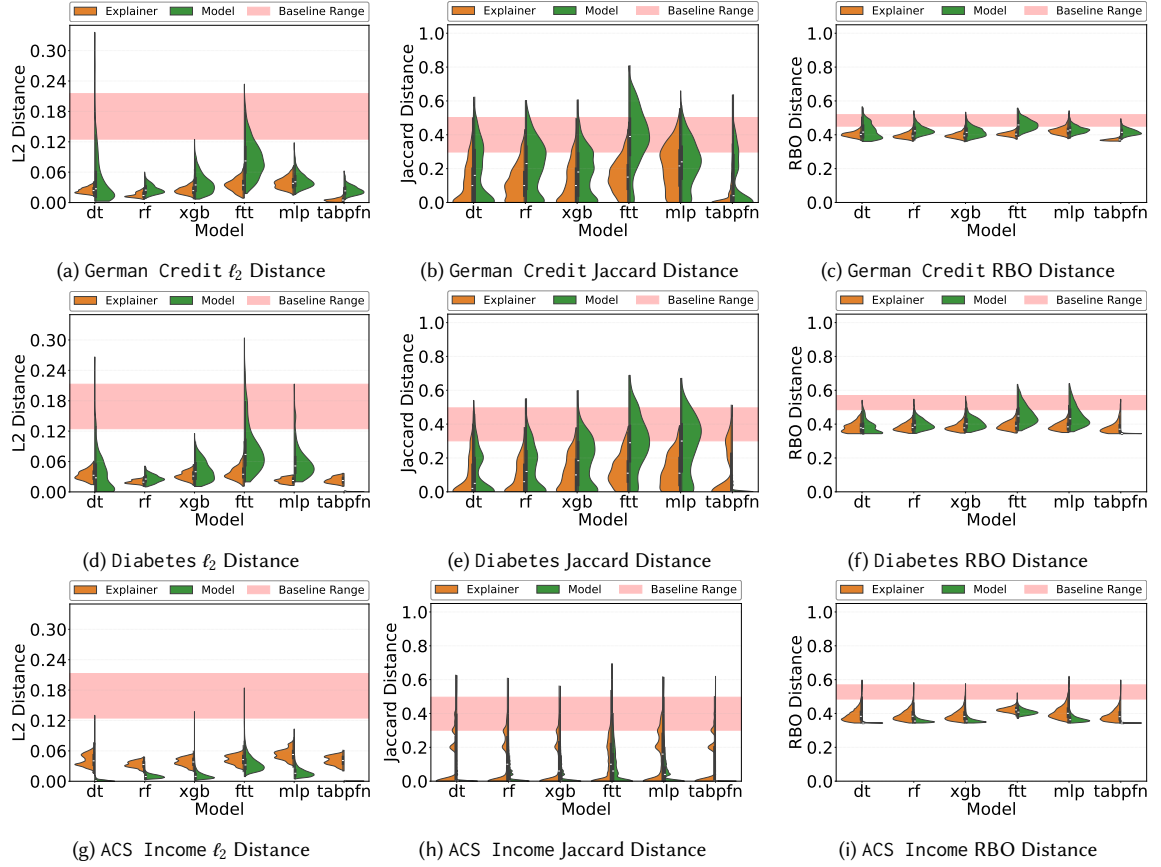 Explainer Model Baseline Range
L2 Distance
0.30
0.24
0.18
0.12
0.06
0.00
dt rf xgb ftt mlp tabpfn
Model
(a) German Credit ℓ2 Distance
Explainer Model Baseline Range
Jaccard Distance
1.0
0.8
0.6
0.4
0.2
0.0
dt rf xgb ftt mlp tabpfn
Model
(b) German Credit Jaccard Distance
Explainer Model Baseline Range
RBO Distance
1.0
0.8
0.6
0.4
0.2
0.0
dt rf xgb ftt mlp tabpfn
Model
(c) German Credit RBO Distance
Explainer Model Baseline Range
L2 Distance
0.30
0.24
0.18
0.12
0.06
0.00
dt rf xgb ftt mlp tabpfn
Model
(d) Diabetes ℓ2 Distance
Explainer Model Baseline Range
Jaccard Distance
1.0
0.8
0.6
0.4
0.2
0.0
dt rf xgb ftt mlp tabpfn
Model
(e) Diabetes Jaccard Distance
Explainer Model Baseline Range
RBO Distance
1.0
0.8
0.6
0.4
0.2
0.0
dt rf xgb ftt mlp tabpfn
Model
(f) Diabetes RBO Distance
Explainer Model Baseline Range
L2 Distance
0.30
0.24
0.18
0.12
0.06
0.00
dt rf xgb ftt mlp tabpfn
Model
(g) ACS Income ℓ2 Distance
Explainer Model Baseline Range
Jaccard Distance
1.0
0.8
0.6
0.4
0.2
0.0
dt rf xgb ftt mlp tabpfn
Model
(h) ACS Income Jaccard Distance
Explainer Model Baseline Range
RBO Distance
1.0
0.8
0.6
0.4
0.2
0.0
dt rf xgb ftt mlp tabpfn
Model
(i) ACS Income RBO Distance